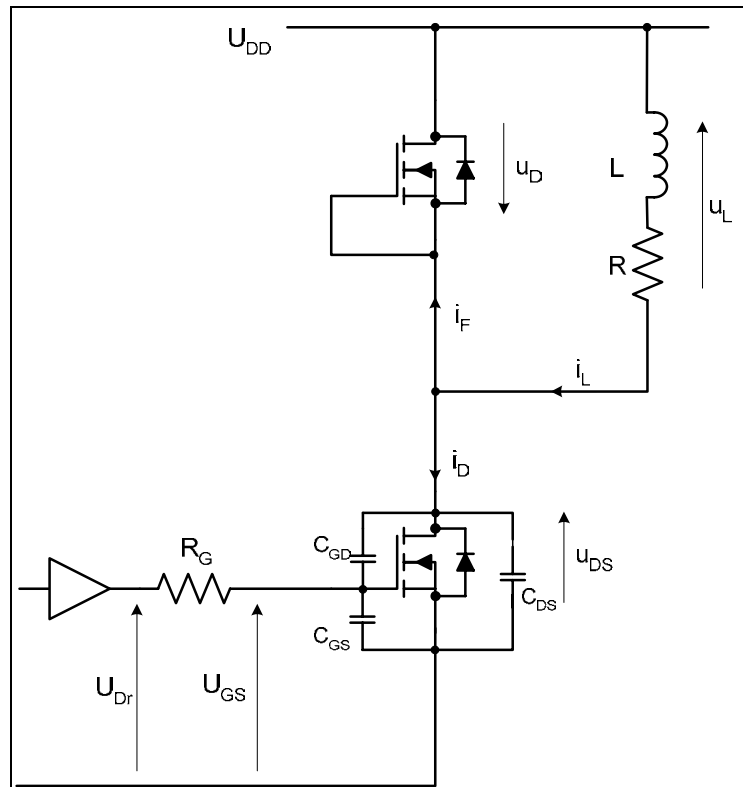 U_DD
u_D
L
u_L
R
i_F
i_L
i_D
R_G
C_GD
u_DS
C_DS
C_GS
U_Dr
U_GS